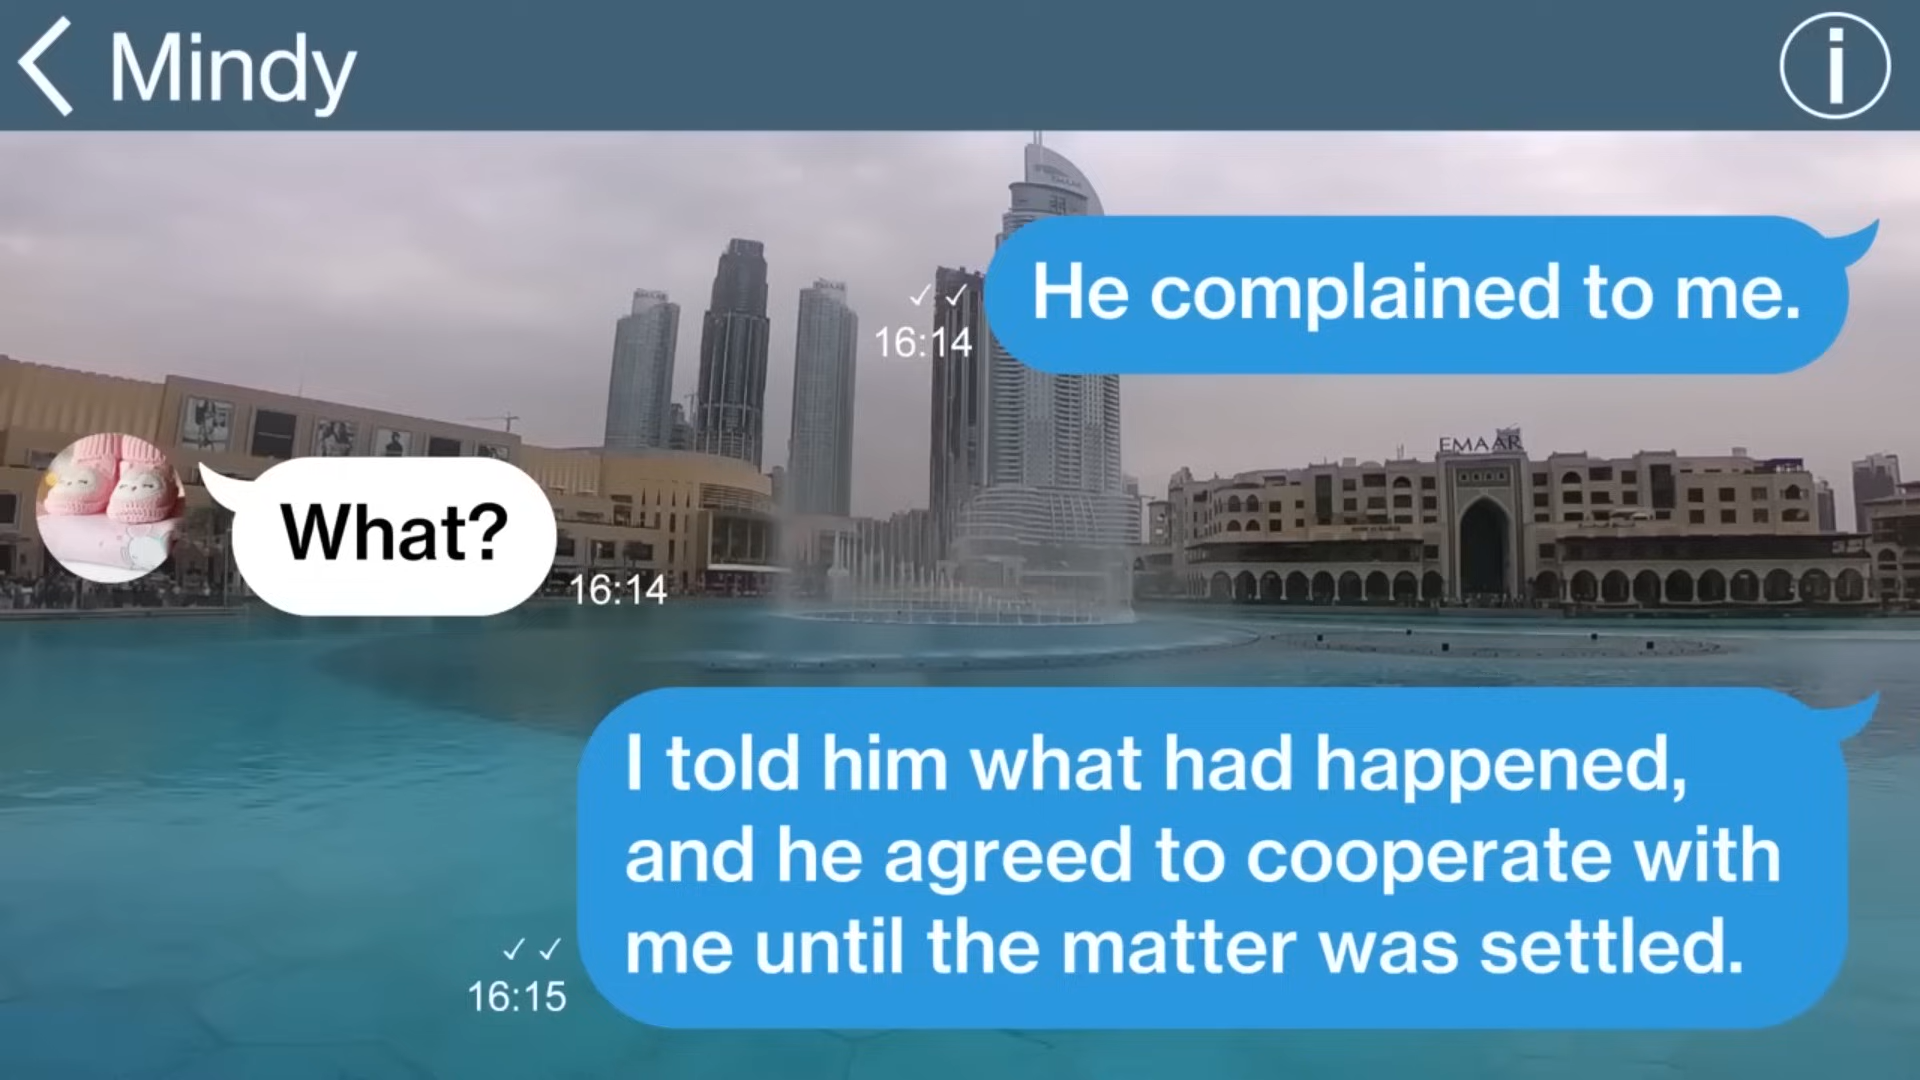 Mindy
He complained to me.
16:14
What?
16:14
EMAAR
I told him what had happened,
and he agreed to cooperate with
me until the matter was settled.
16:15